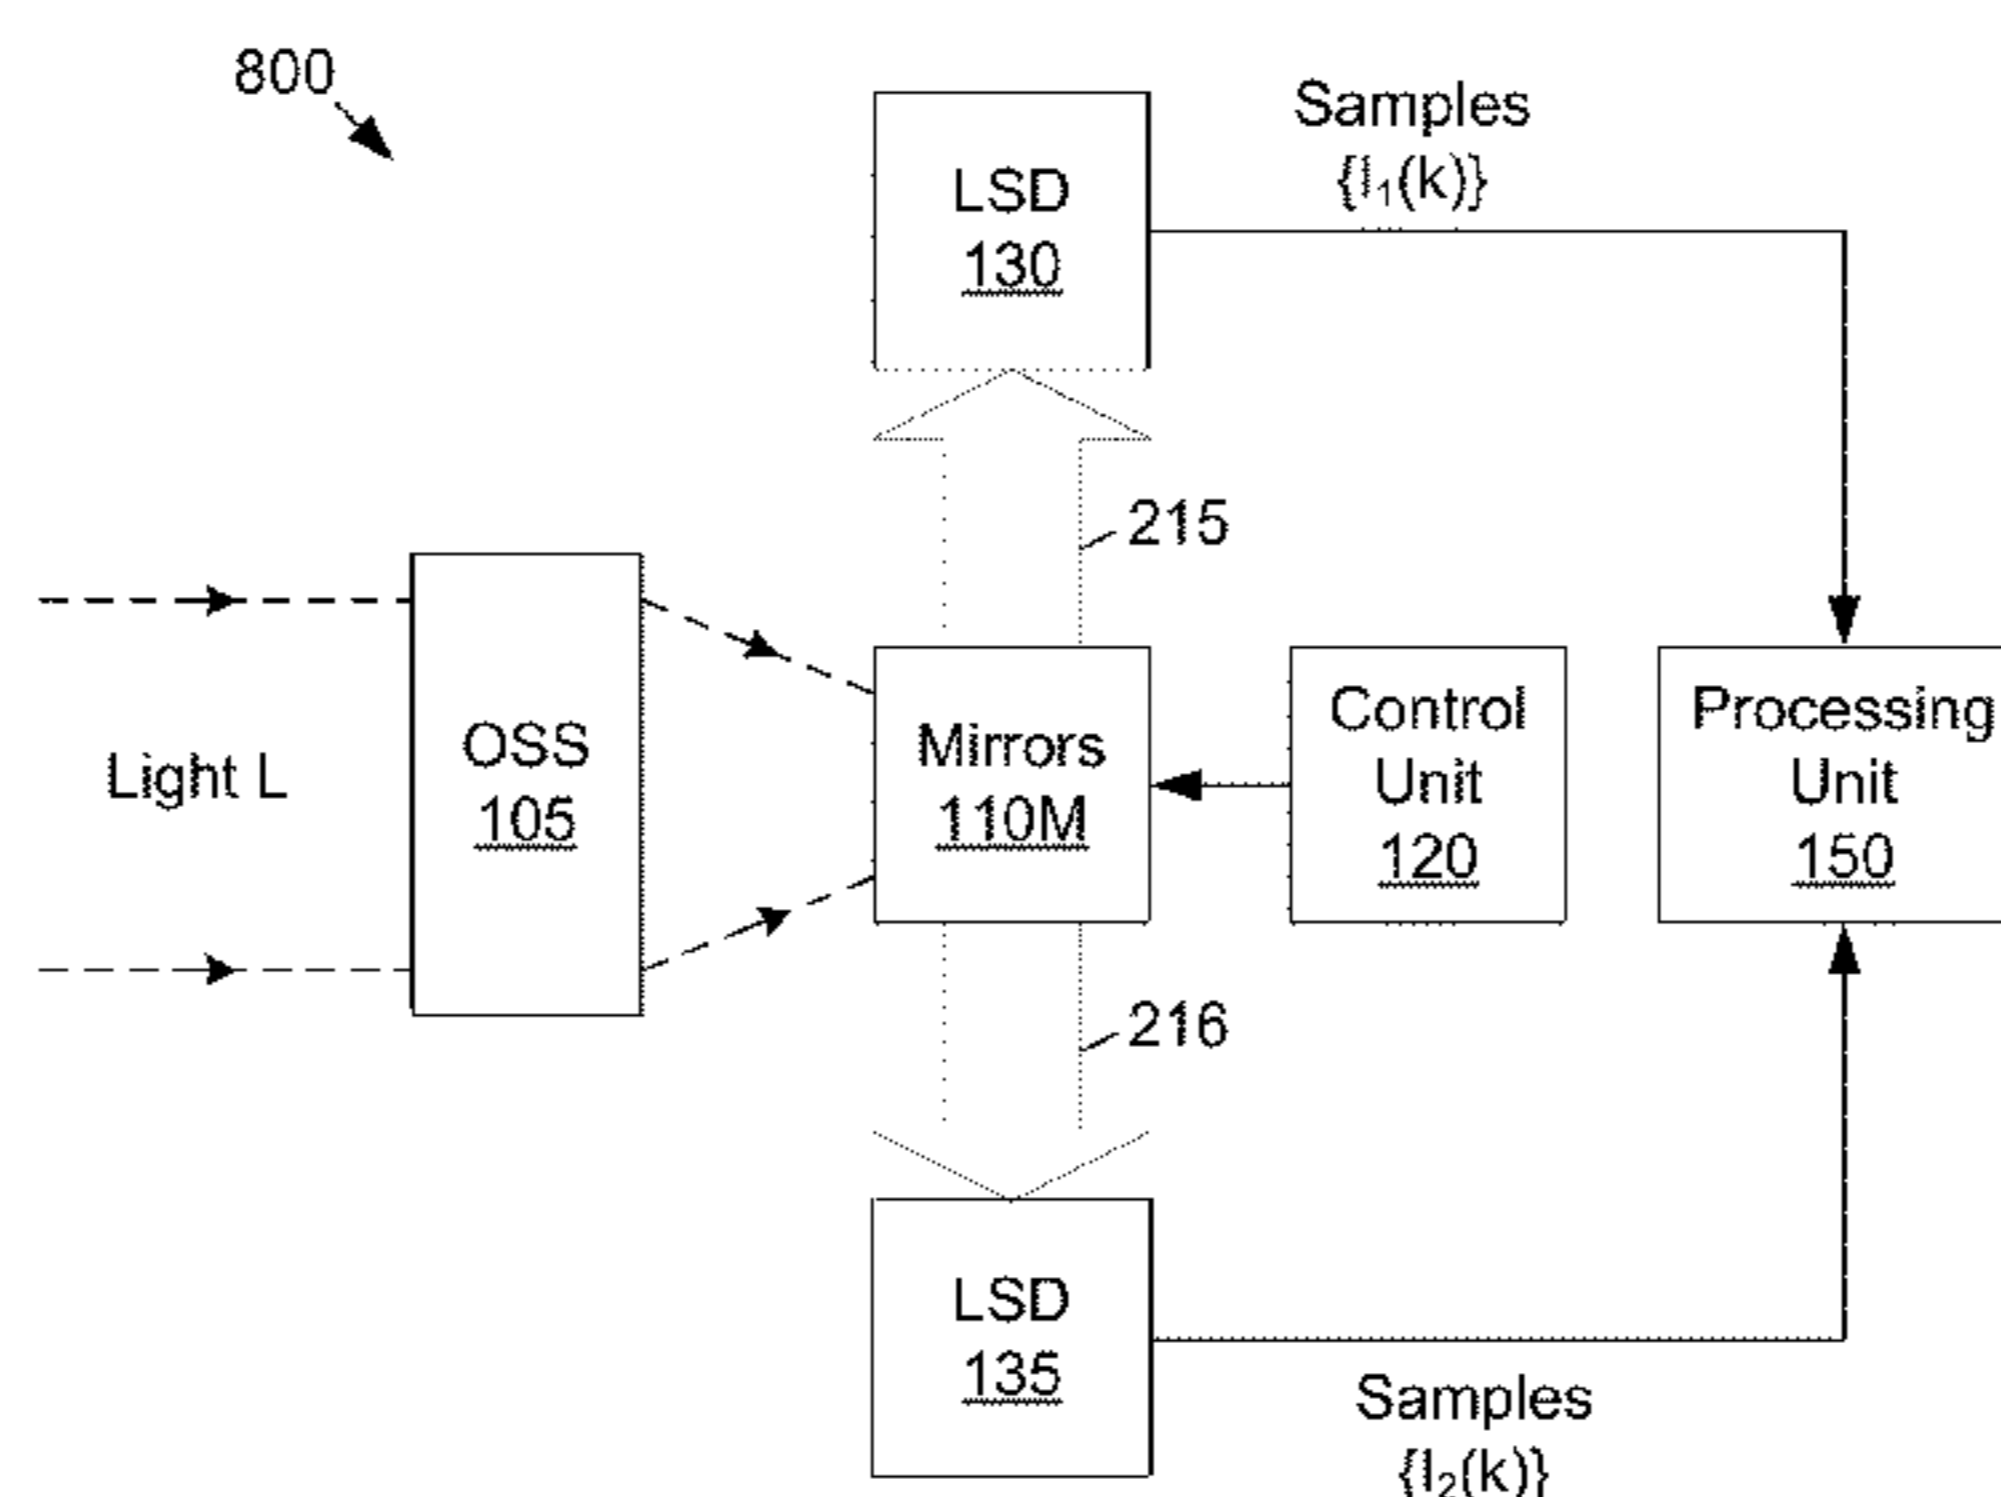 800
LSD
130
Samples
{I₁(k)}
215
Light L
OSS
105
Mirrors
110M
Control
Unit
120
Processing
Unit
150
216
LSD
135
Samples
{I₂(k)}